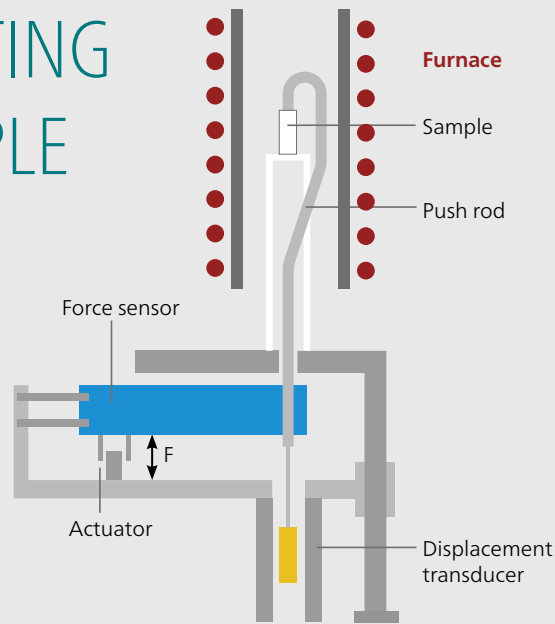 TING
PLE
Furnace
Sample
Push rod
Force sensor
F
Actuator
Displacement
transducer